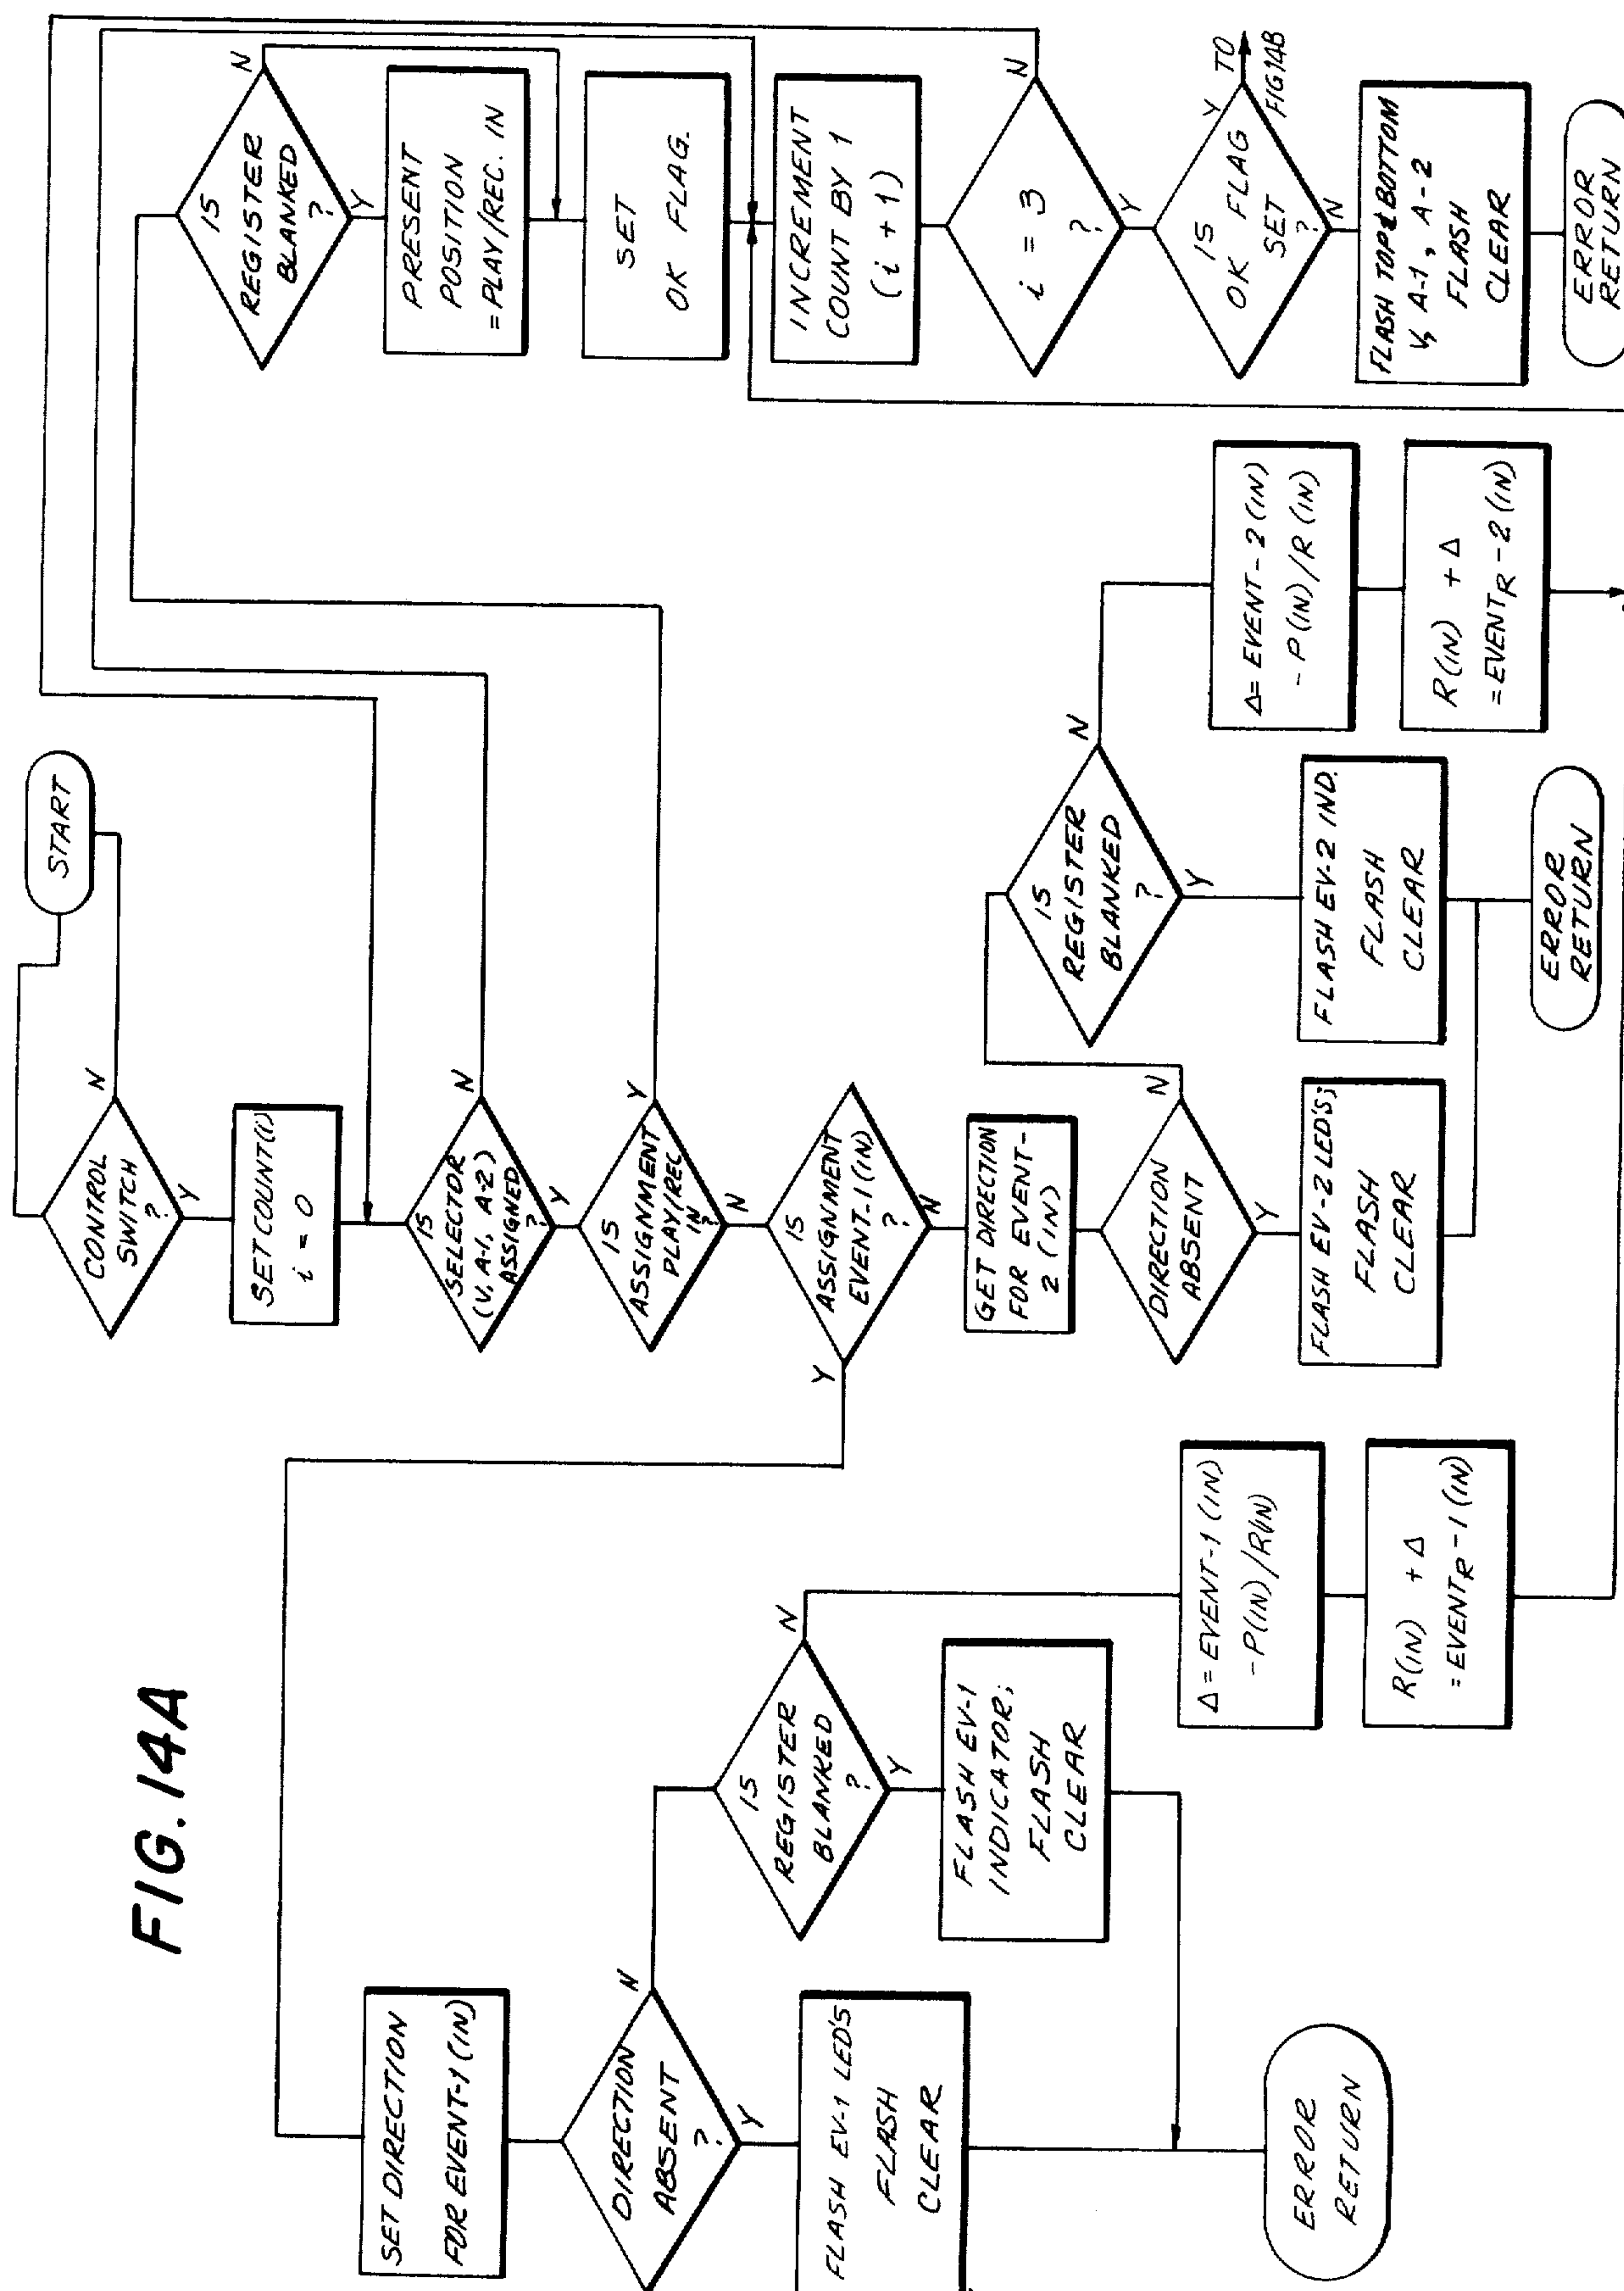 FIG. 14A
START
CONTROL
SWITCH
?
N
Y
SET COUNT(i)
i = 0
IS
SELECTOR
(V, A-1, A-2)
ASSIGNED
?
N
Y
IS
ASSIGNMENT
PLAY/REC
IN
?
Y
N
IS
ASSIGNMENT
EVENT-1 (IN)
?
Y
N
GET DIRECTION
FOR EVENT-
2 (IN)
DIRECTION
ABSENT
?
N
Y
FLASH EV-2 LED'S;
FLASH
CLEAR
IS
REGISTER
BLANKED
?
N
Y
FLASH EV-2 IND.
FLASH
CLEAR
ERROR
RETURN
Δ= EVENT-2 (IN)
- P(IN)/R (IN)
R(IN) + Δ
= EVENTR - 2 (IN)
SET DIRECTION
FOR EVENT-1 (IN)
DIRECTION
ABSENT
?
N
Y
FLASH EV-1 LED'S
FLASH
CLEAR
IS
REGISTER
BLANKED
?
N
Y
FLASH EV-1
INDICATOR;
FLASH
CLEAR
ERROR
RETURN
Δ= EVENT-1 (IN)
-P(IN)/R(IN)
R(IN) + Δ
= EVENTR - 1 (IN)
IS
REGISTER
BLANKED
?
N
Y
PRESENT
POSITION
= PLAY/REC. IN
SET
OK FLAG.
INCREMENT
COUNT BY 1
(i + 1)
i = 3
?
N
Y
IS
OK FLAG
SET
?
Y
TO
FIG 14B
N
FLASH TOP & BOTTOM
V, A-1, A-2
FLASH
CLEAR
ERROR
RETURN